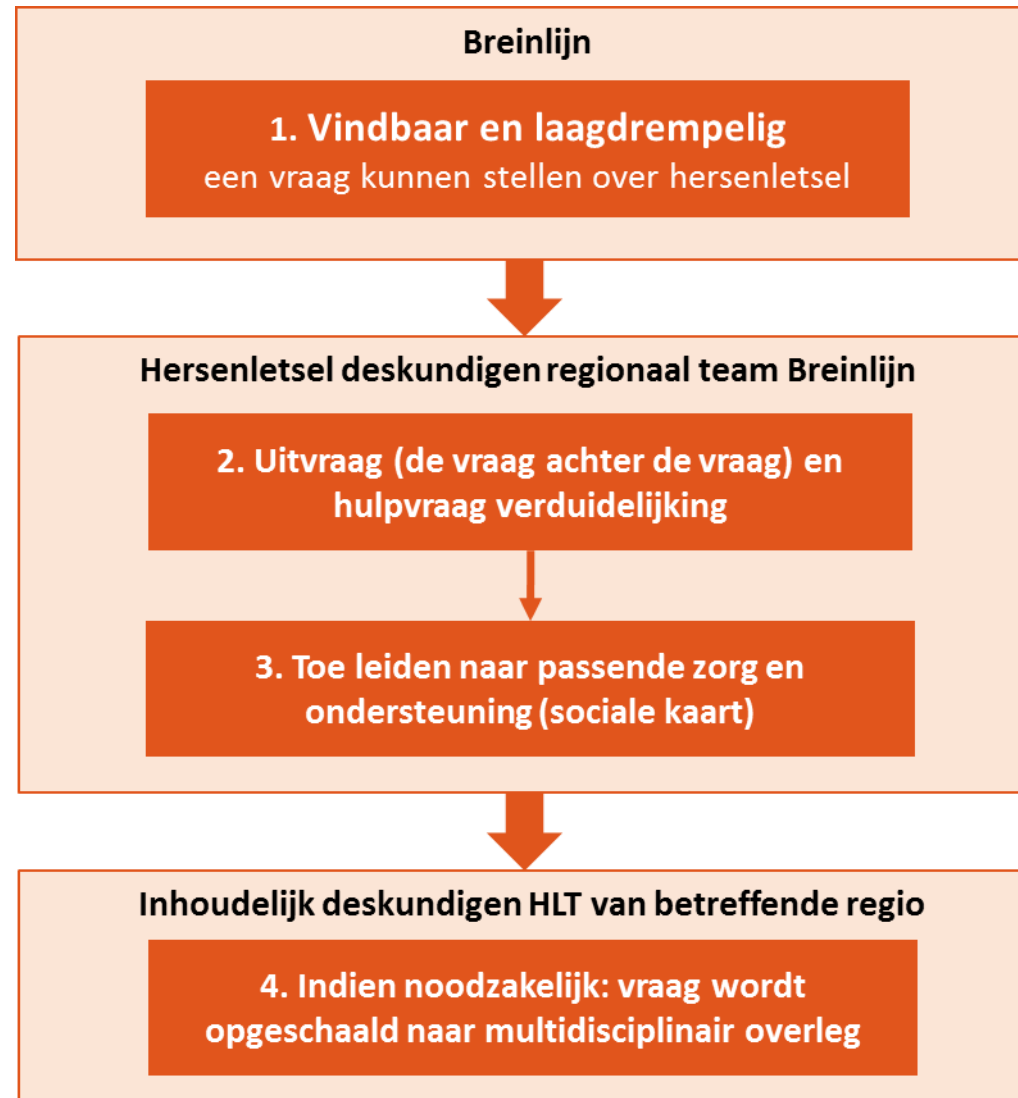 Breinlijn
1. Vindbaar en laagdrempelig
een vraag kunnen stellen over hersenletsel
Hersenletsel deskundigen regionaal team Breinlijn
2. Uitvraag (de vraag achter de vraag) en
hulpvraag verduidelijking
3. Toe leiden naar passende zorg en
ondersteuning (sociale kaart)
Inhoudelijk deskundigen HLT van betreffende regio
4. Indien noodzakelijk: vraag wordt
opgeschaald naar multidisciplinair overleg